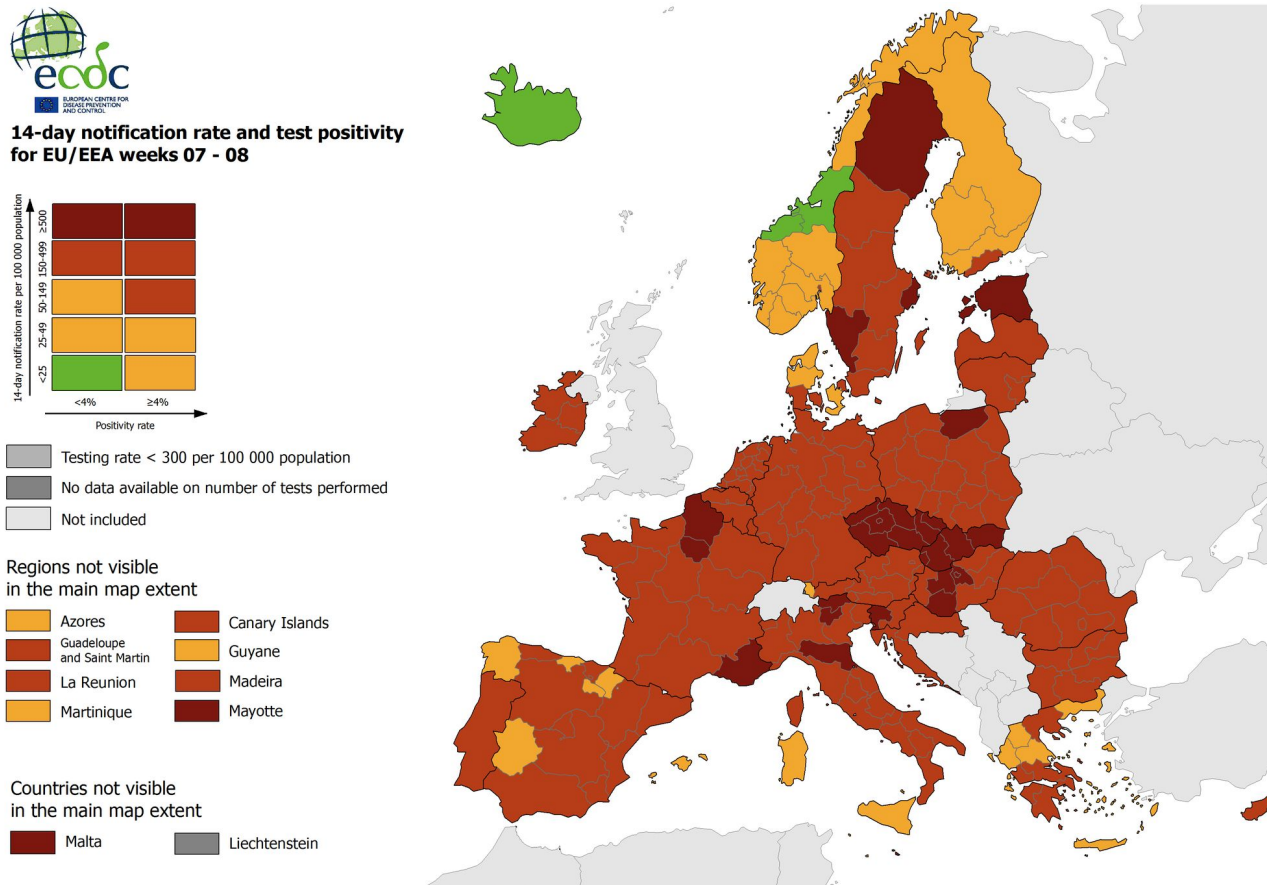 ecdc
EUROPEAN CENTRE FOR
DISEASE PREVENTION
AND CONTROL
14-day notification rate and test positivity
for EU/EEA weeks 07 - 08
14-day notification rate per 100 000 population
≥500
150-499
50-149
25-49
<25
<4%
≥4%
Positivity rate
Testing rate < 300 per 100 000 population
No data available on number of tests performed
Not included
Regions not visible
in the main map extent
Azores
Canary Islands
Guadeloupe
and Saint Martin
Guyane
La Reunion
Madeira
Martinique
Mayotte
Countries not visible
in the main map extent
Malta
Liechtenstein